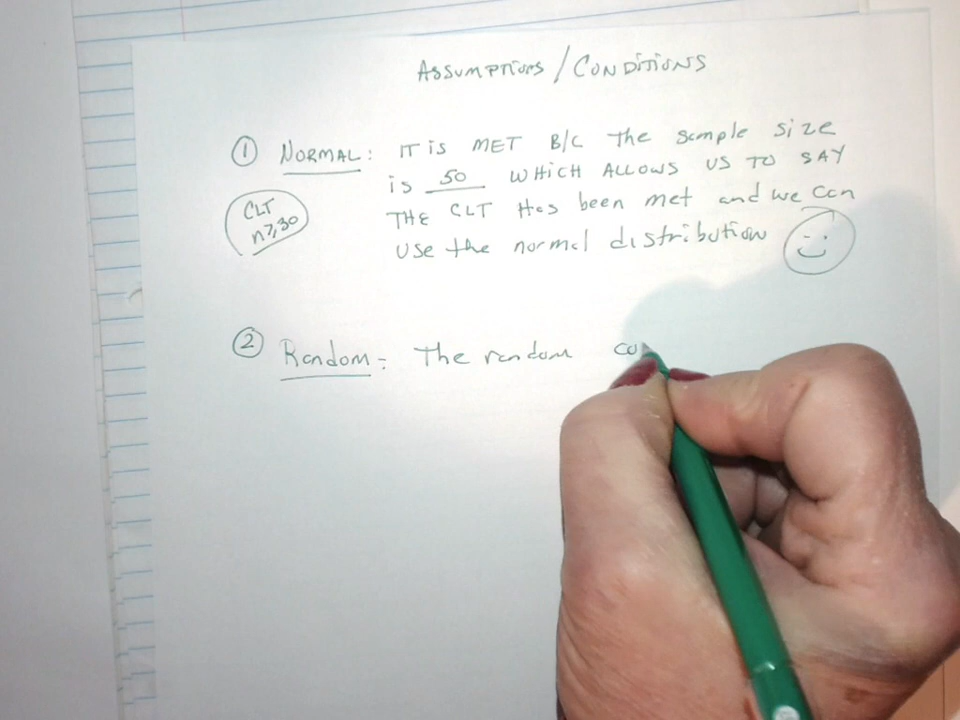 ASSUMPTIONS / CONDITIONS
① NORMAL: IT is MET B/C THE sample size
is 50 WHICH ALLOWS US TO SAY
THE CLT Has been met and we can
use the normal distribution
CLT
n≥30
② Random: The random co